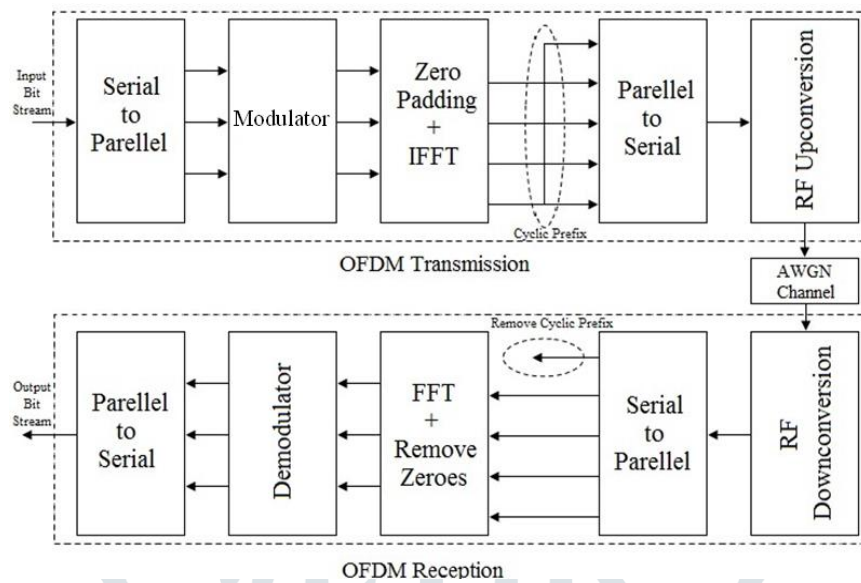 Input
Bit
Stream
Serial
to
Parellel
Modulator
Zero
Padding
+
IFFT
Cyclic Prefix
Parellel
to
Serial
RF Upconversion
OFDM Transmission
AWGN
Channel
Output
Bit
Stream
Parellel
to
Serial
Demodulator
FFT
+
Remove
Zeroes
Remove Cyclic Prefix
Serial
to
Parellel
RF
Downconversion
OFDM Reception